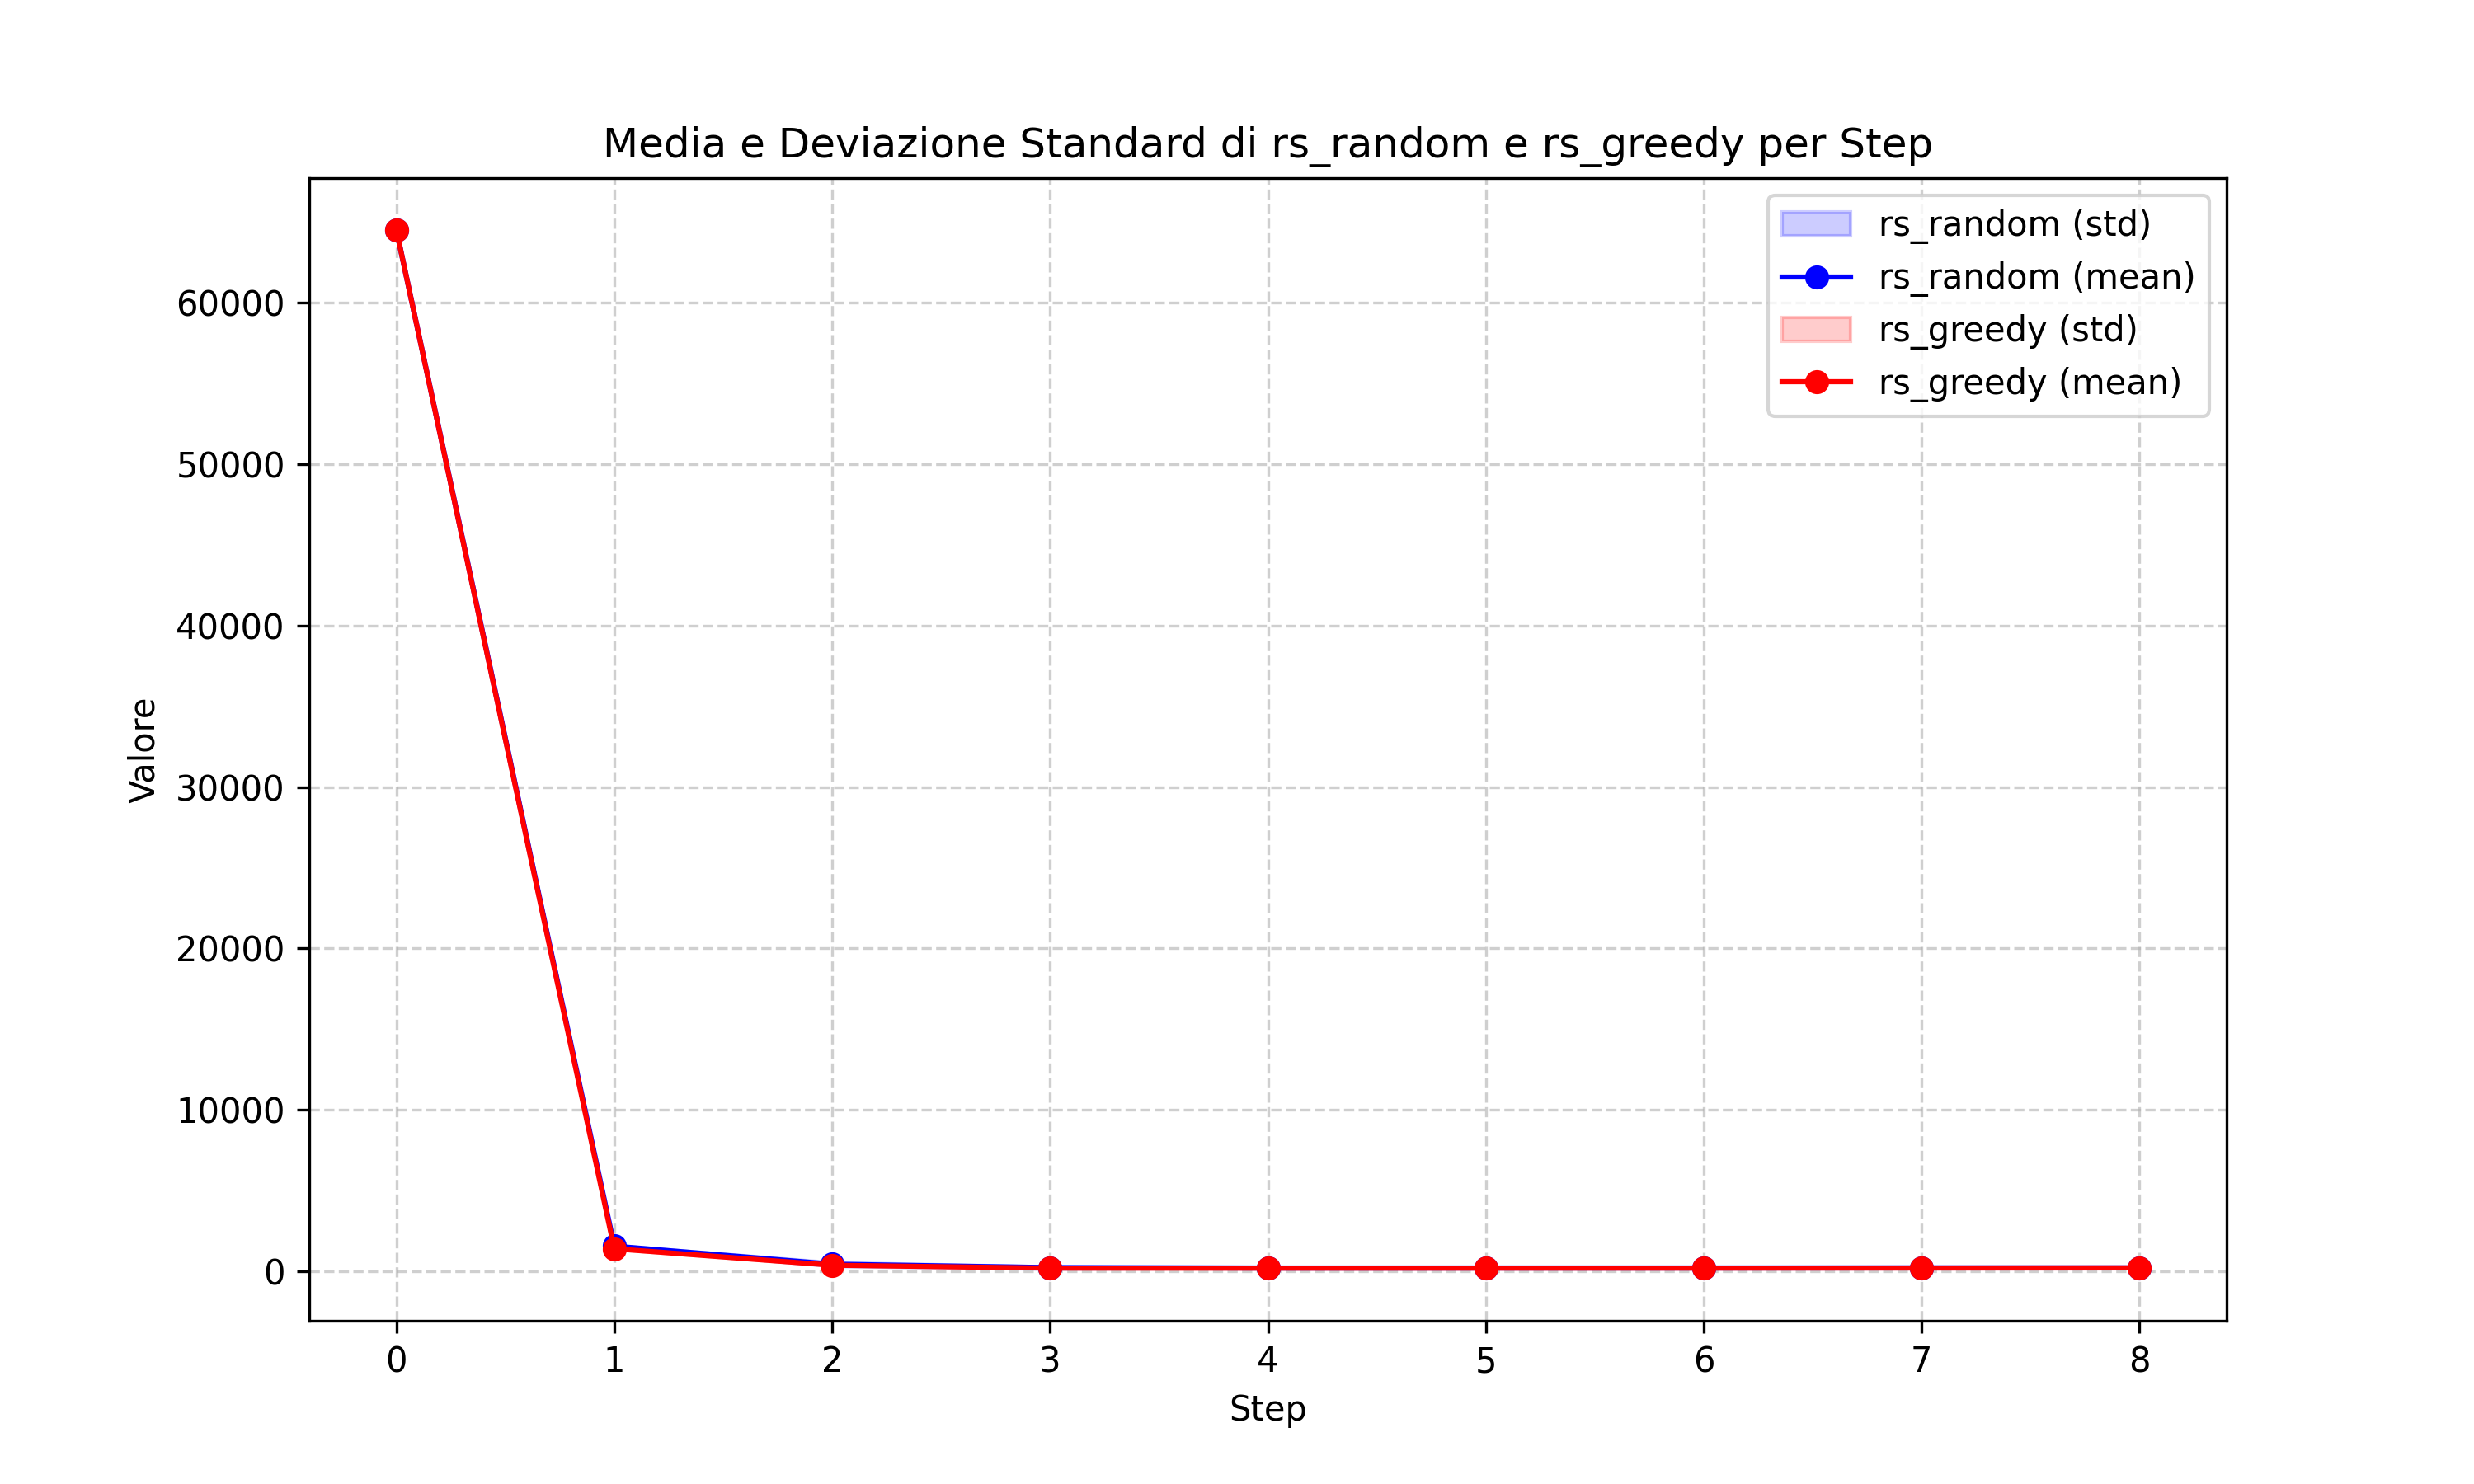 Media e Deviazione Standard di rs_random e rs_greedy per Step
rs_random (std)
rs_random (mean)
rs_greedy (std)
rs_greedy (mean)
Valore
60000
50000
40000
30000
20000
10000
0
0 1 2 3 4 5 6 7 8
Step